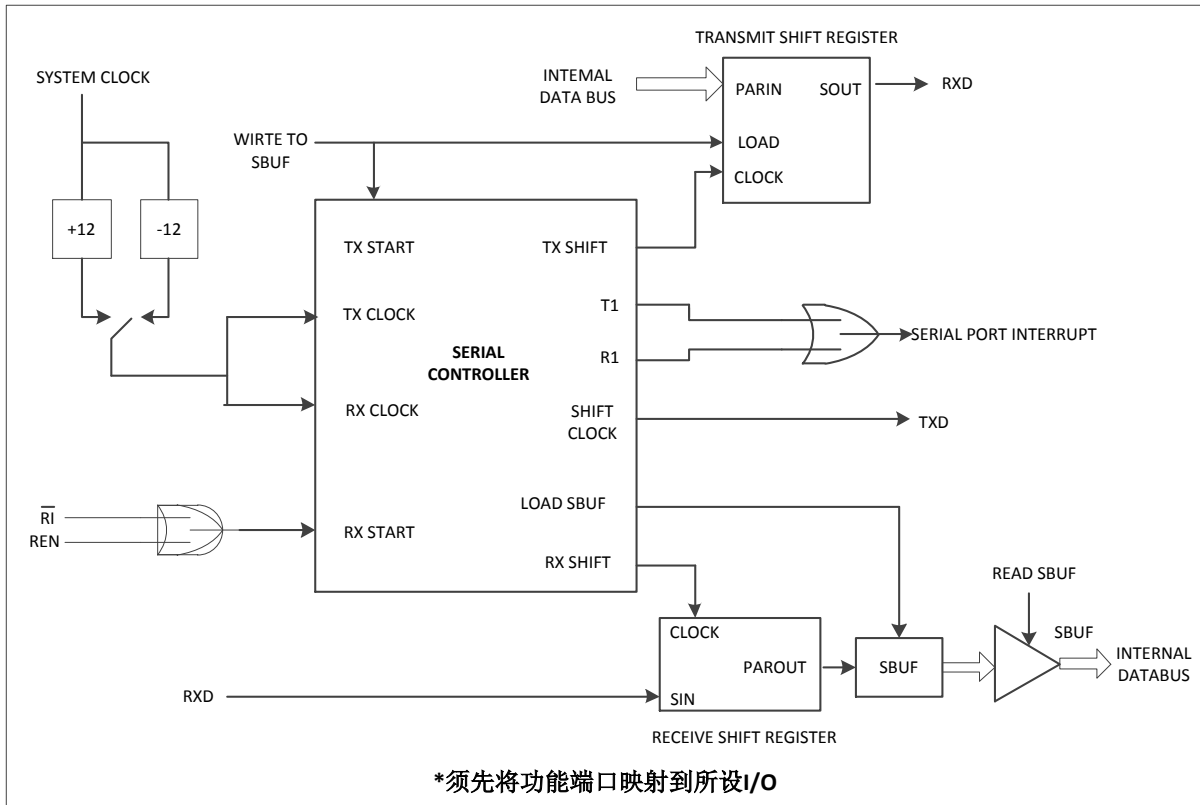 TRANSMIT SHIFT REGISTER
SYSTEM CLOCK
INTEMAL
DATA BUS
PARIN
SOUT
RXD
WIRTE TO
SBUF
LOAD
CLOCK
+12
-12
TX START
TX SHIFT
TX CLOCK
T1
SERIAL PORT INTERRUPT
SERIAL
CONTROLLER
R1
RX CLOCK
SHIFT
CLOCK
TXD
LOAD SBUF
R̅I̅
REN
RX START
RX SHIFT
READ SBUF
CLOCK
PAROUT
SBUF
SBUF
INTERNAL
DATABUS
RXD
SIN
RECEIVE SHIFT REGISTER
*须先将功能端口映射到所设I/O